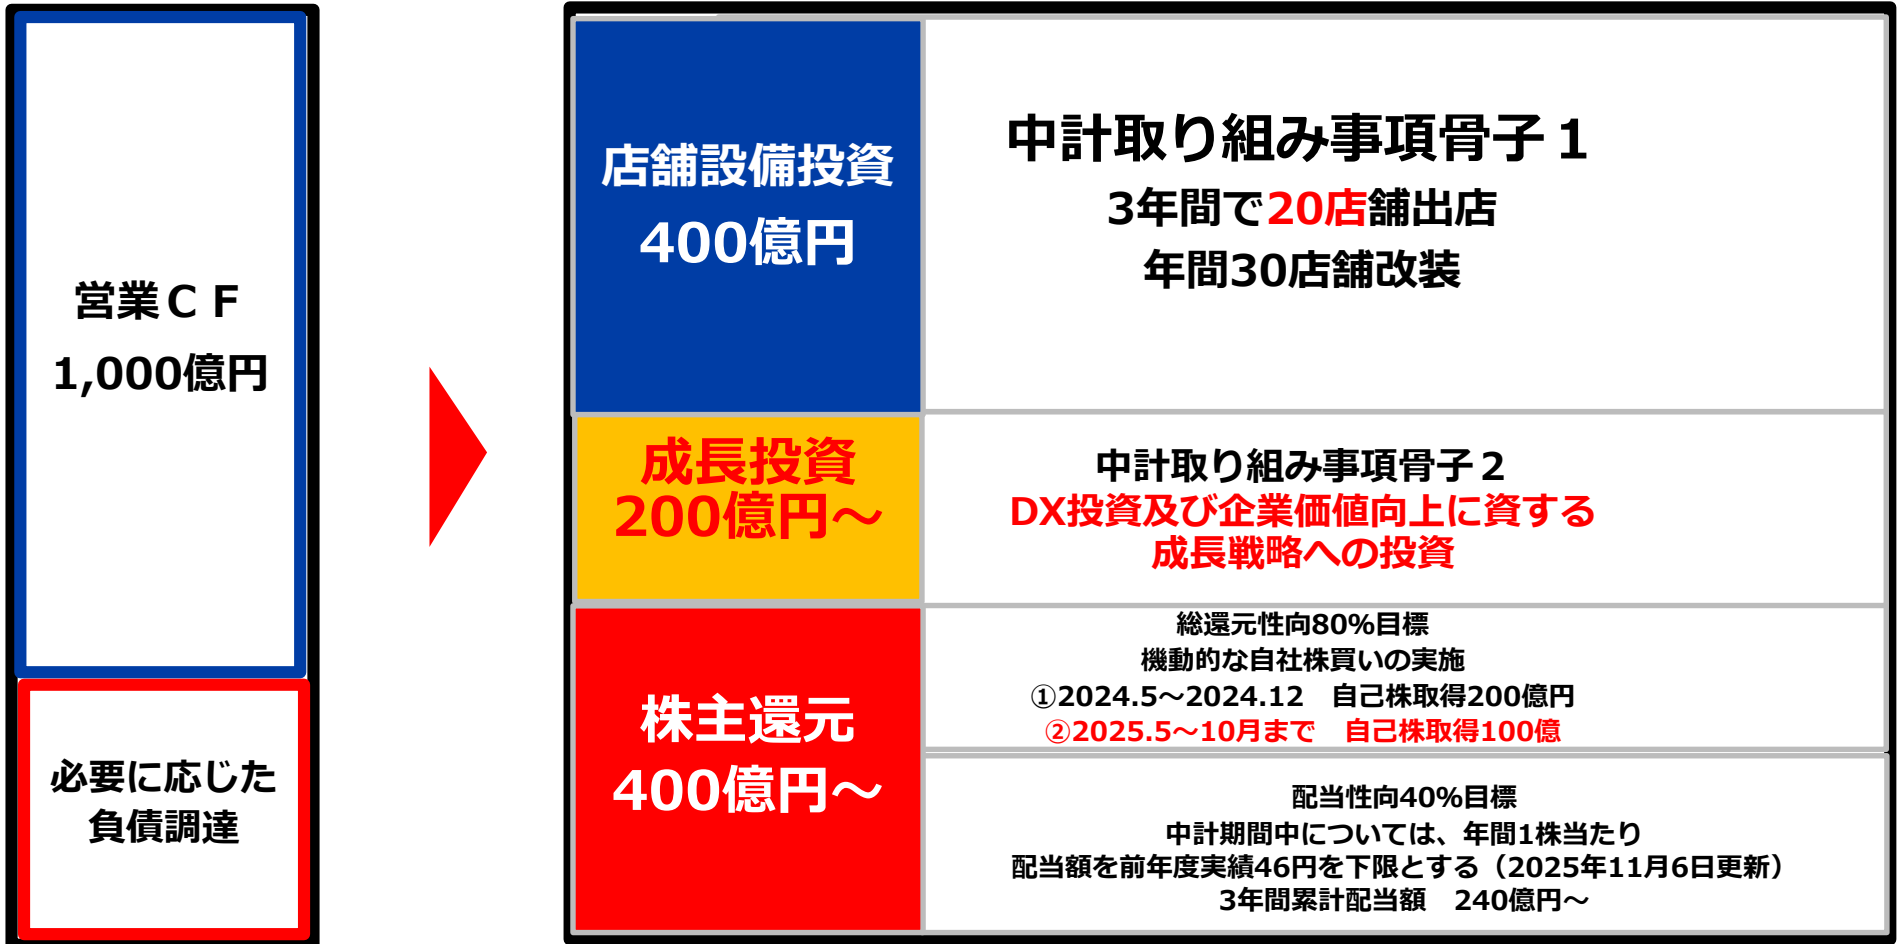 営業ＣＦ
1,000億円
必要に応じた
負債調達
店舗設備投資
400億円
中計取り組み事項骨子１
3年間で20店舗出店
年間30店舗改装
成長投資
200億円～
中計取り組み事項骨子２
DX投資及び企業価値向上に資する
成長戦略への投資
株主還元
400億円～
総還元性向80%目標
機動的な自社株買いの実施
①2024.5～2024.12　自己株取得200億円
②2025.5～10月まで　自己株取得100億
配当性向40%目標
中計期間中については、年間1株当たり
配当額を前年度実績46円を下限とする（2025年11月6日更新）
3年間累計配当額　240億円～